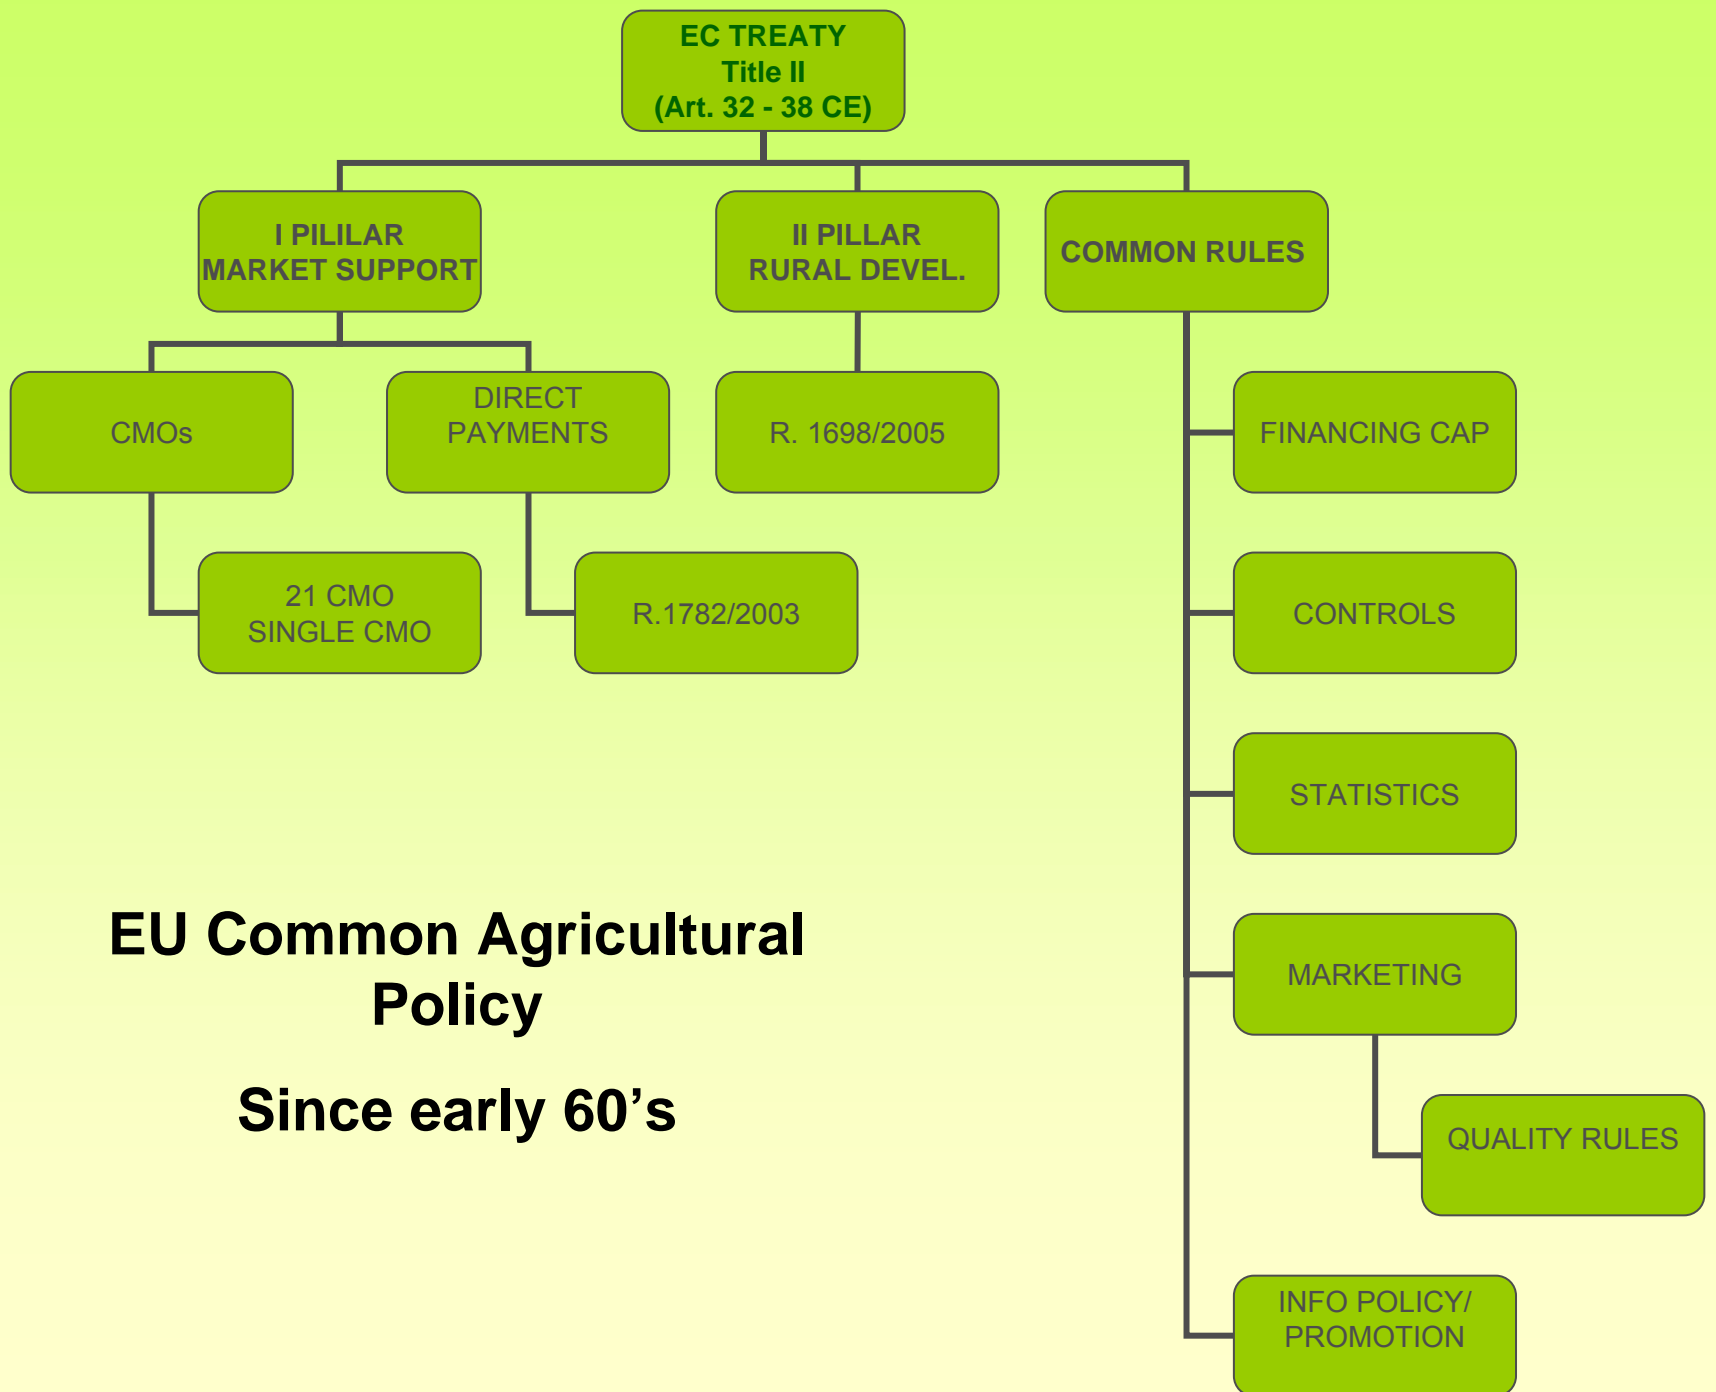 EC TREATY
Title II
(Art. 32 - 38 CE)
I PILILAR
MARKET SUPPORT
II PILLAR
RURAL DEVEL.
COMMON RULES
CMOs
DIRECT
PAYMENTS
R. 1698/2005
FINANCING CAP
21 CMO
SINGLE CMO
R.1782/2003
CONTROLS
STATISTICS
EU Common Agricultural
Policy
Since early 60’s
MARKETING
QUALITY RULES
INFO POLICY/
PROMOTION